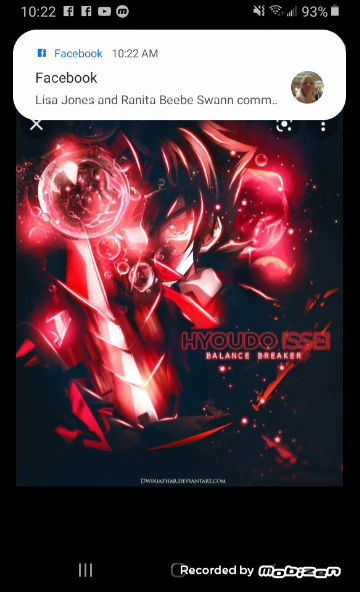 10:22
93%
Facebook 10:22 AM
Facebook
Lisa Jones and Ranita Beebe Swann comm..
HYOUDO ISSEI
BALANCE BREAKER
DWIKIAZHAR.DEVIANTART.COM
Recorded by mobizen